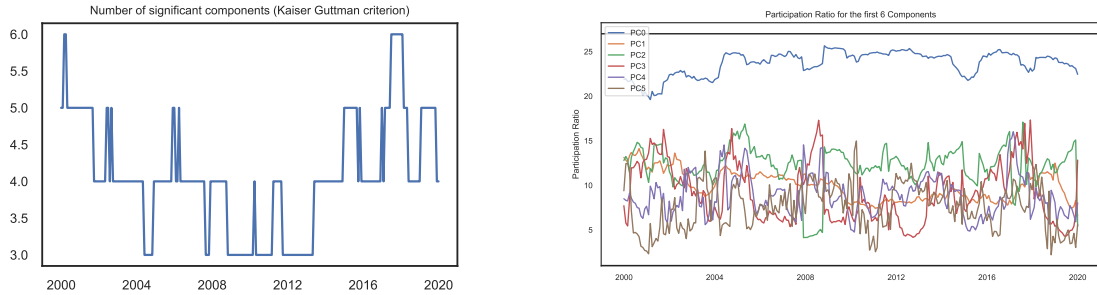 Number of significant components (Kaiser Guttman criterion)
6.0
5.5
5.0
4.5
4.0
3.5
3.0
2000
2004
2008
2012
2016
2020
Participation Ratio for the first 6 Components
Participation Ratio
25
20
15
10
5
PC0
PC1
PC2
PC3
PC4
PC5
2000
2004
2008
2012
2016
2020